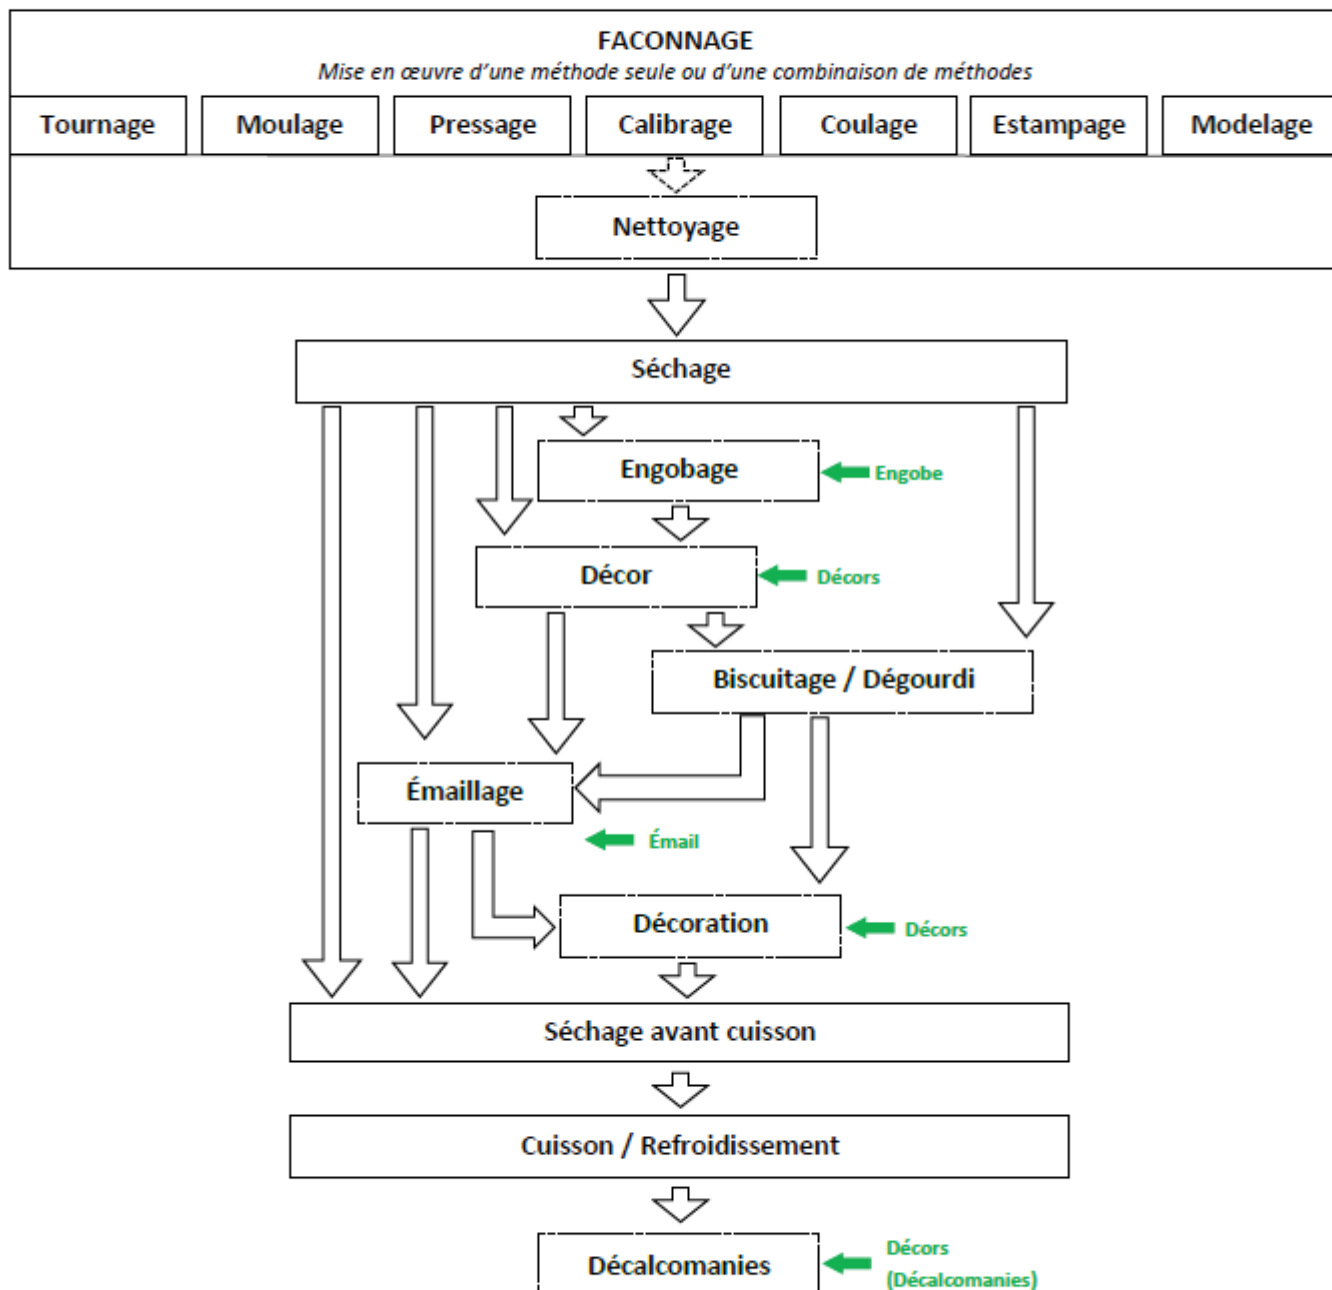 FACONNAGE
Mise en œuvre d'une méthode seule ou d'une combinaison de méthodes
Tournage
Moulage
Pressage
Calibrage
Coulage
Estampage
Modelage
Nettoyage
Séchage
Engobage
Engobe
Décor
Décors
Biscuitage / Dégourdi
Émaillage
Émail
Décoration
Décors
Séchage avant cuisson
Cuisson / Refroidissement
Décalcomanies
Décors
(Décalcomanies)